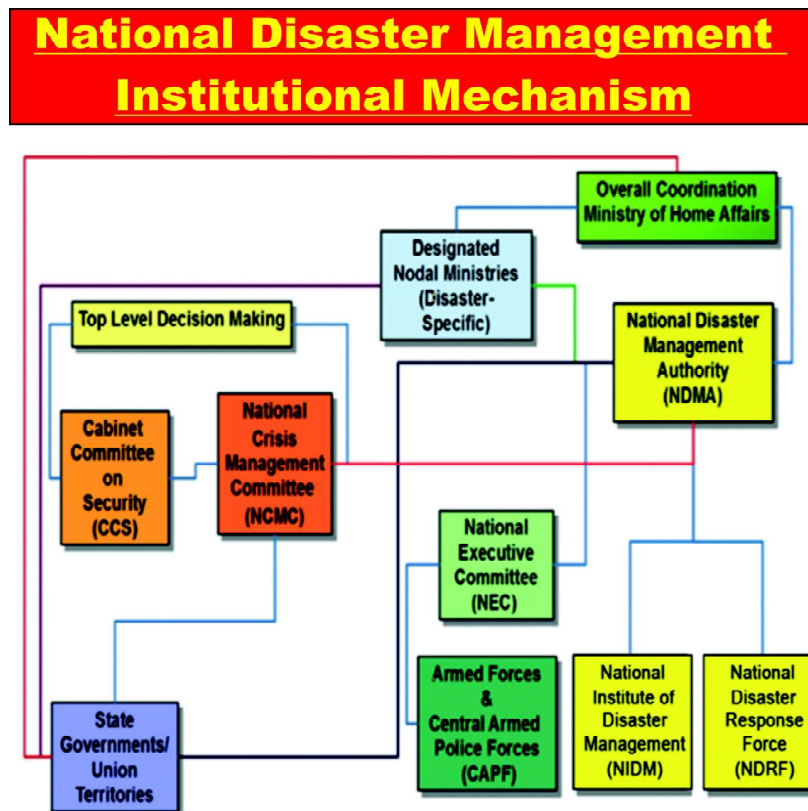 National Disaster Management
Institutional Mechanism
Overall Coordination
Ministry of Home Affairs
Designated
Nodal Ministries
(Disaster-
Specific)
Top Level Decision Making
National Disaster
Management
Authority
(NDMA)
Cabinet
Committee
on
Security
(CCS)
National
Crisis
Management
Committee
(NCMC)
National
Executive
Committee
(NEC)
Armed Forces
&
Central Armed
Police Forces
(CAPF)
National
Institute of
Disaster
Management
(NIDM)
National
Disaster
Response
Force
(NDRF)
State
Governments/
Union
Territories